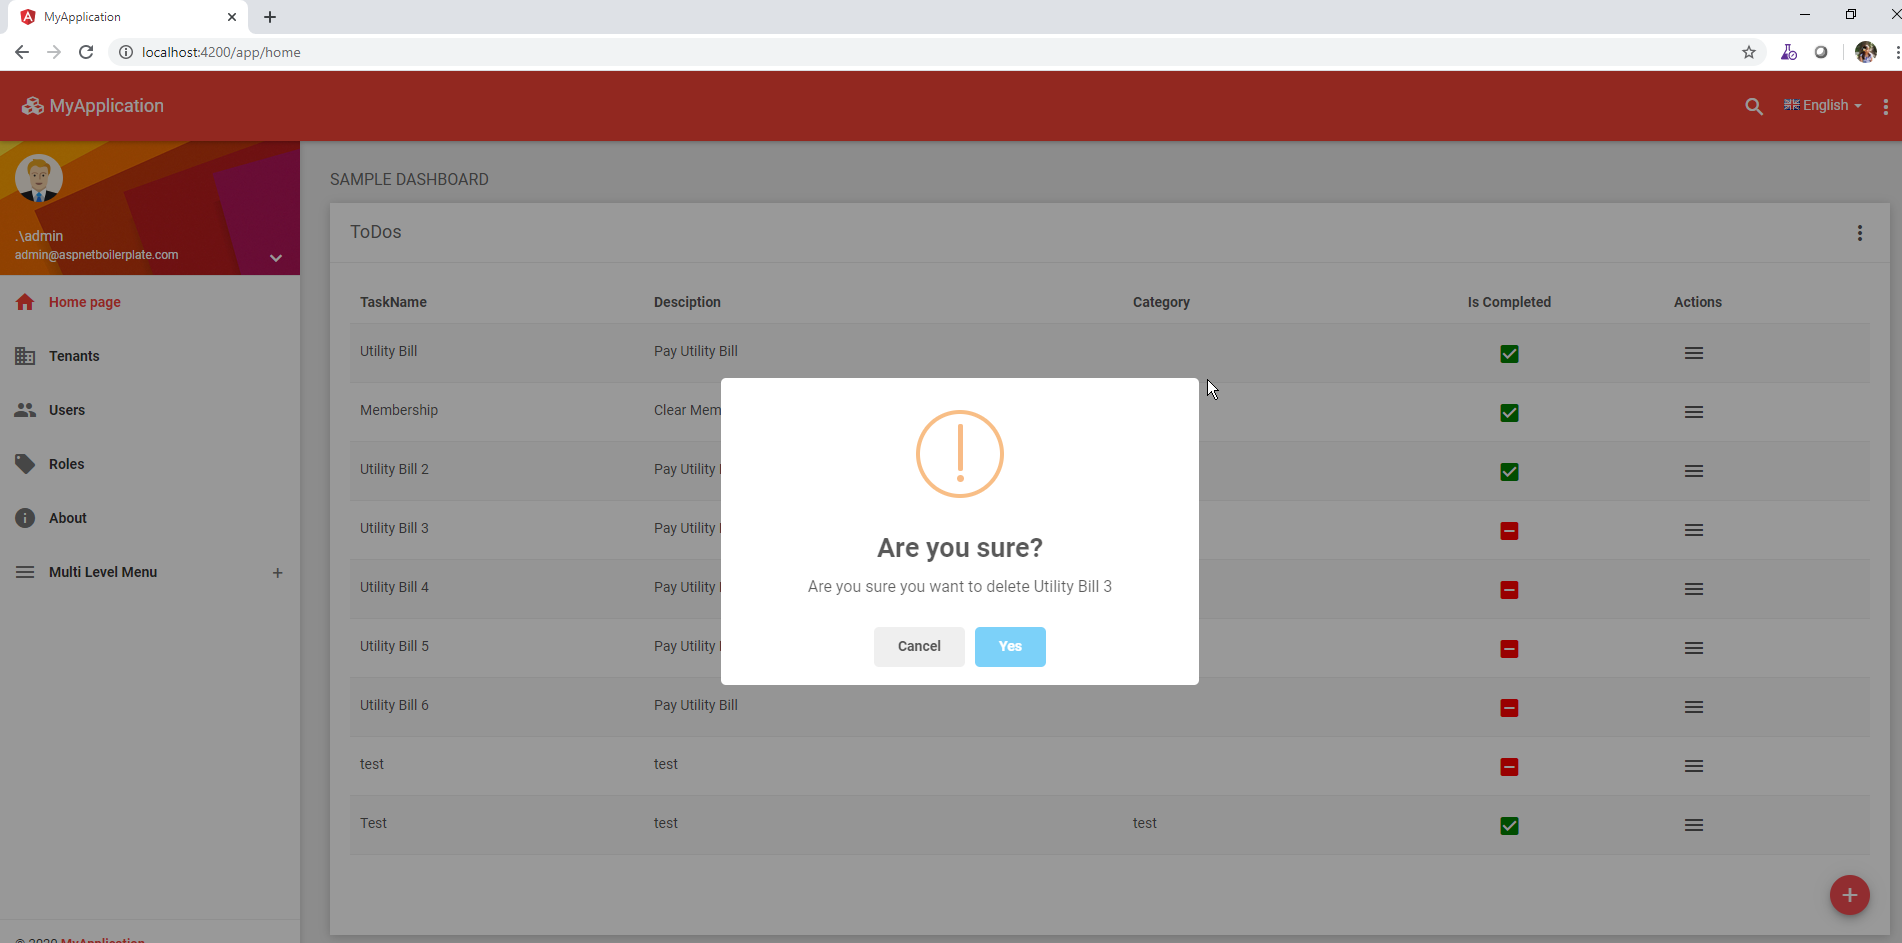 MyApplication
localhost:4200/app/home
MyApplication
English
.\admin
admin@aspnetboilerplate.com
Home page
Tenants
Users
Roles
About
Multi Level Menu
SAMPLE DASHBOARD
ToDos
TaskName Desciption Category Is Completed Actions
Utility Bill Pay Utility Bill
Membership Clear Mem
Utility Bill 2 Pay Utility
Utility Bill 3 Pay Utility
Utility Bill 4 Pay Utility
Utility Bill 5 Pay Utility
Utility Bill 6 Pay Utility Bill
test test
Test test test
Are you sure?
Are you sure you want to delete Utility Bill 3
Cancel Yes
© 2020 MyApplication